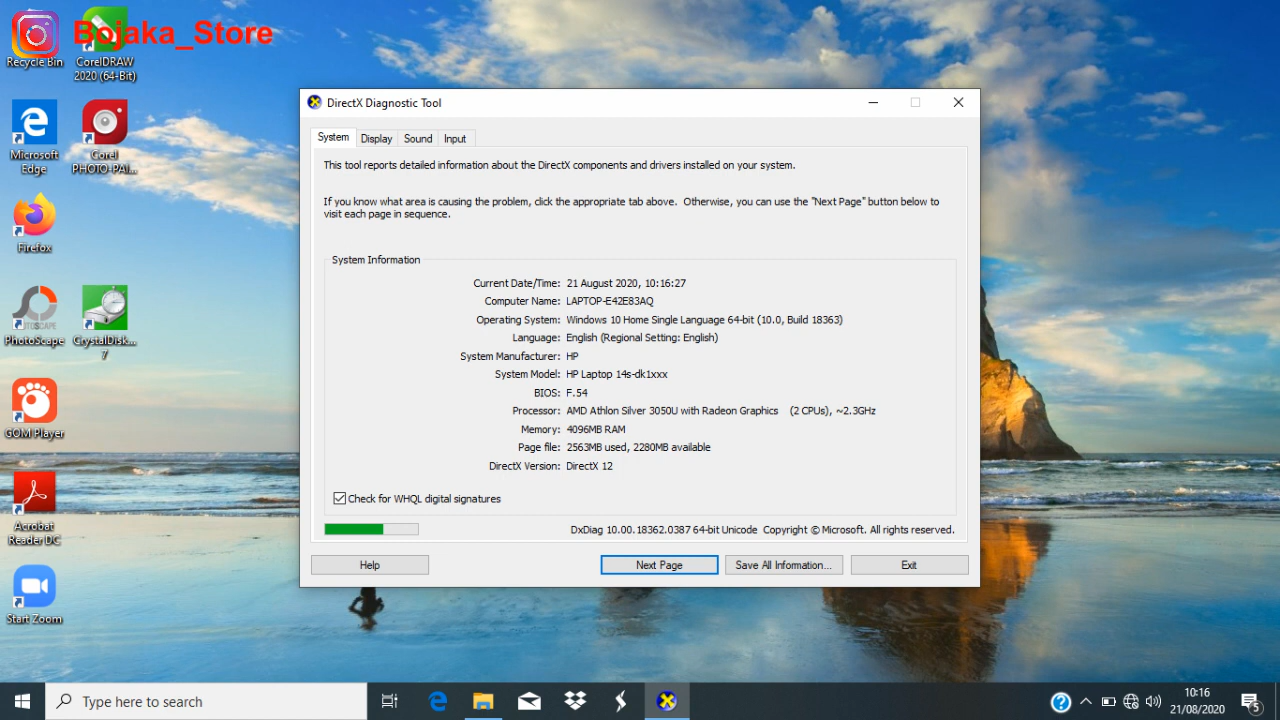 Bojaka_Store
Recycle Bin
CorelDRAW
2020 (64-Bit)
Microsoft
Edge
Corel
PHOTO-PAI...
Firefox
PhotoScape
CrystalDisk...
7
GOM Player
Acrobat
Reader DC
Start Zoom
DirectX Diagnostic Tool
System Display Sound Input
This tool reports detailed information about the DirectX components and drivers installed on your system.
If you know what area is causing the problem, click the appropriate tab above. Otherwise, you can use the "Next Page" button below to
visit each page in sequence.
System Information
Current Date/Time: 21 August 2020, 10:16:27
Computer Name: LAPTOP-E42E83AQ
Operating System: Windows 10 Home Single Language 64-bit (10.0, Build 18363)
Language: English (Regional Setting: English)
System Manufacturer: HP
System Model: HP Laptop 14s-dk1xxx
BIOS: F.54
Processor: AMD Athlon Silver 3050U with Radeon Graphics (2 CPUs), ~2.3GHz
Memory: 4096MB RAM
Page file: 2563MB used, 2280MB available
DirectX Version: DirectX 12
Check for WHQL digital signatures
DxDiag 10.00.18362.0387 64-bit Unicode Copyright © Microsoft. All rights reserved.
Help Next Page Save All Information... Exit
Type here to search
10:16
21/08/2020
5